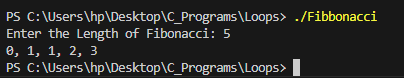 PS C:\Users\hp\Desktop\C_Programs\Loops> ./Fibbonacci
Enter the Length of Fibonacci: 5
0, 1, 1, 2, 3
PS C:\Users\hp\Desktop\C_Programs\Loops>